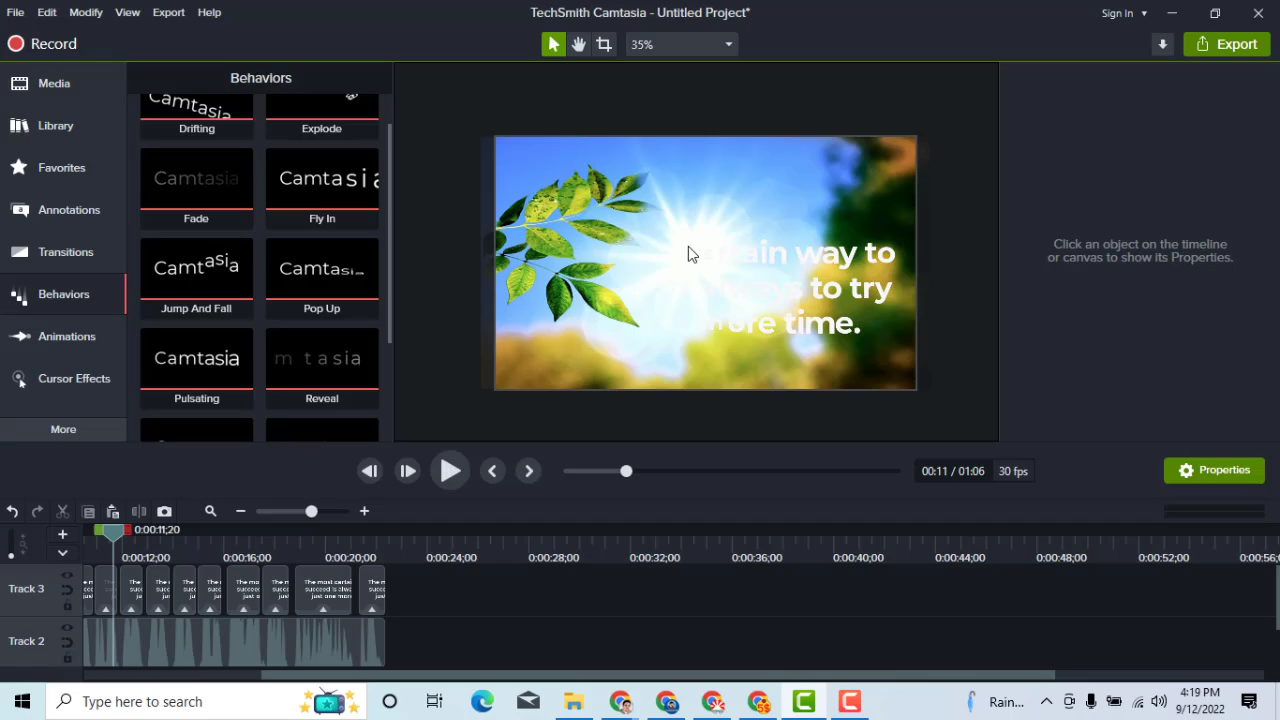 File Edit Modify View Export Help
TechSmith Camtasia - Untitled Project*
Sign In
Record
35%
Export
Media
Library
Favorites
Annotations
Transitions
Behaviors
Animations
Cursor Effects
More
Behaviors
Camtasia
Drifting Explode
Camtasia Camtasia
Fade Fly In
Camtasia Camtasia
Jump And Fall Pop Up
Camtasia m t a s i a
Pulsating Reveal
way to
to try
time.
Click an object on the timeline
or canvas to show its Properties.
00:11 / 01:06 30 fps
Properties
0:00:11;20
0:00:12;00 0:00:16;00 0:00:20;00 0:00:24;00 0:00:28;00 0:00:32;00 0:00:36;00 0:00:40;00 0:00:44;00 0:00:48;00 0:00:52;00 0:00:56;
Track 3
Track 2
Type here to search
Rain...
4:19 PM
9/12/2022